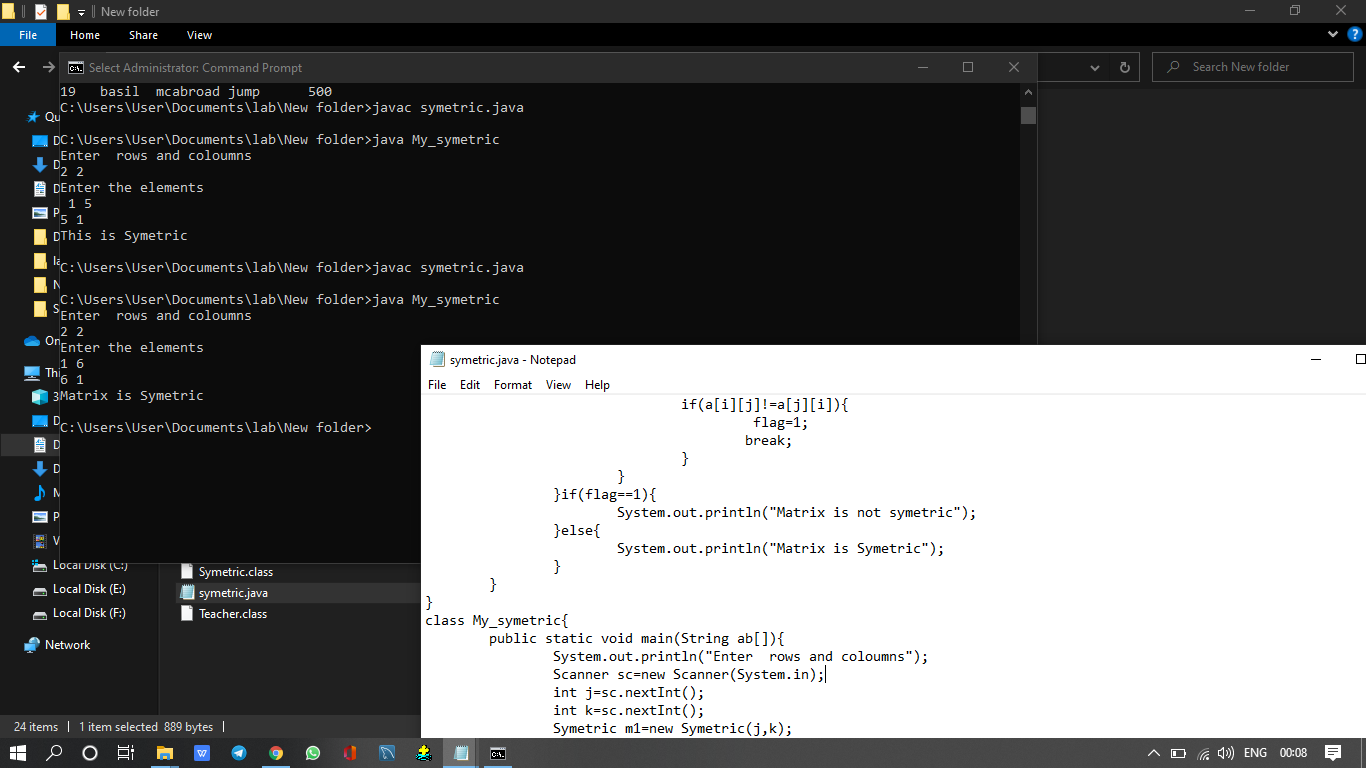 New folder
File Home Share View
Select Administrator: Command Prompt
Search New folder
19 basil mcabroad jump 500
C:\Users\User\Documents\lab\New folder>javac symetric.java
C:\Users\User\Documents\lab\New folder>java My_symetric
Enter  rows and coloumns
2 2
Enter the elements
1 5
5 1
This is Symetric
C:\Users\User\Documents\lab\New folder>javac symetric.java
C:\Users\User\Documents\lab\New folder>java My_symetric
Enter  rows and coloumns
2 2
Enter the elements
1 6
6 1
Matrix is Symetric
C:\Users\User\Documents\lab\New folder>
Local Disk (C:)
Local Disk (E:)
Local Disk (F:)
Network
Symetric.class
symetric.java
Teacher.class
24 items 1 item selected 889 bytes
symetric.java - Notepad
File Edit Format View Help
if(a[i][j]!=a[j][i]){
flag=1;
break;
}
}
}if(flag==1){
System.out.println("Matrix is not symetric");
}else{
System.out.println("Matrix is Symetric");
}
}
}
class My_symetric{
public static void main(String ab[]){
System.out.println("Enter  rows and coloumns");
Scanner sc=new Scanner(System.in);
int j=sc.nextInt();
int k=sc.nextInt();
Symetric m1=new Symetric(j,k);
ENG 00:08